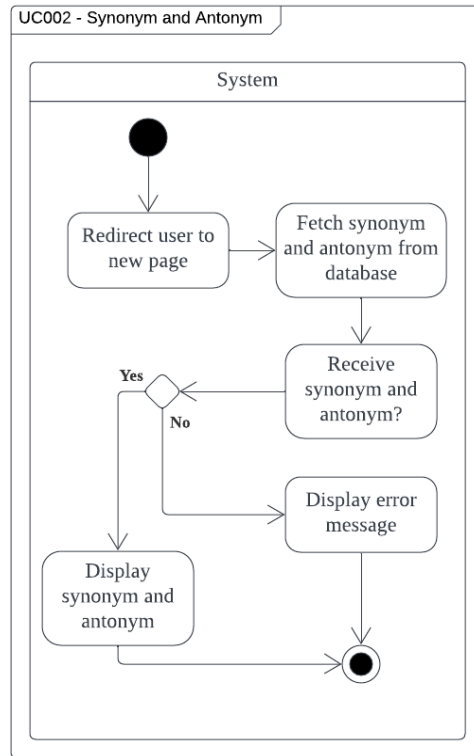 UC002 - Synonym and Antonym
System
Redirect user to
new page
Fetch synonym
and antonym from
database
Receive
synonym and
antonym?
Yes
No
Display error
message
Display
synonym and
antonym